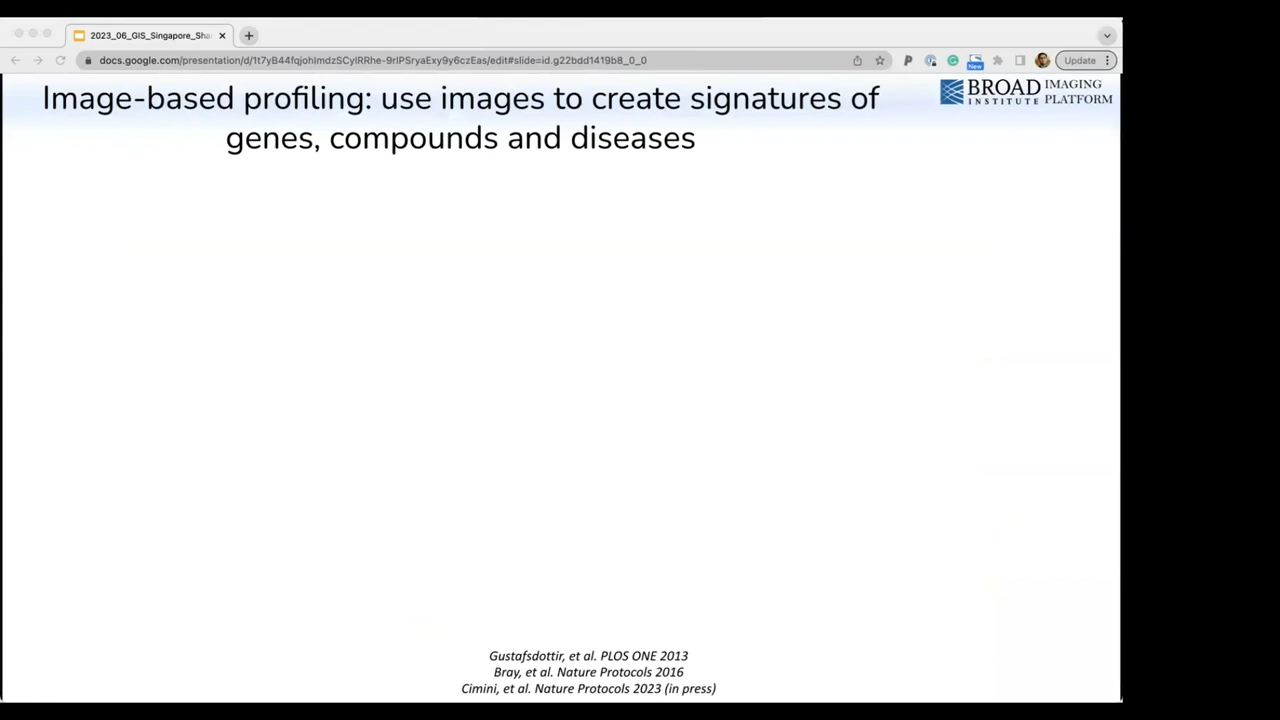 2023_06_GIS_Singapore_Sha
docs.google.com/presentation/d/1t7yB44fqjohlmdzSCylRRhe-9rlPSryaExy9y6czEas/edit#slide=id.g22bdd1419b8_0_0
New
Update
Image-based profiling: use images to create signatures of
genes, compounds and diseases
BROAD INSTITUTE
IMAGING PLATFORM
Gustafsdottir, et al. PLOS ONE 2013
Bray, et al. Nature Protocols 2016
Cimini, et al. Nature Protocols 2023 (in press)